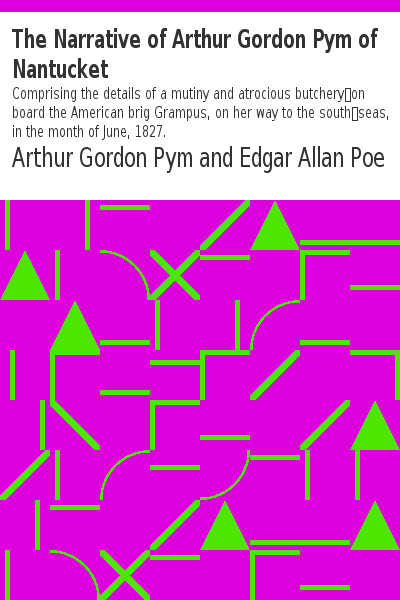 The Narrative of Arthur Gordon Pym of
Nantucket
Comprising the details of a mutiny and atrocious butchery▯on
board the American brig Grampus, on her way to the south▯seas,
in the month of June, 1827.
Arthur Gordon Pym and Edgar Allan Poe